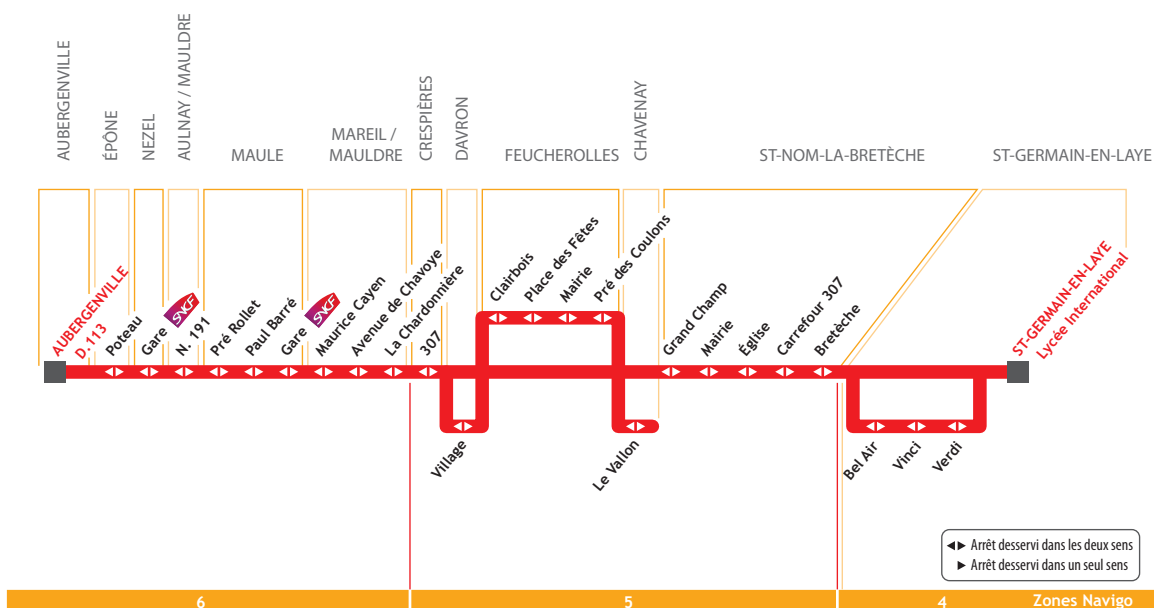 AUBERGENVILLE
ÉPÔNE
NEZEL
AULNAY / MAULDRE
MAULE
MAREIL /
MAULDRE
CRESPIÈRES
DAVRON
FEUCHEROLLES
CHAVENAY
ST-NOM-LA-BRETÈCHE
ST-GERMAIN-EN-LAYE
AUBERGENVILLE
D.113
Poteau
Gare
SNCF
N. 191
Pré Rollet
Paul Barré
Gare
SNCF
Maurice Cayen
Avenue de Chavoye
La Chardonnière
307
Village
Clairbois
Place des Fêtes
Mairie
Pré des Coulons
Le Vallon
Grand Champ
Mairie
Église
Carrefour 307
Bretèche
Bel Air
Vinci
Verdi
ST-GERMAIN-EN-LAYE
Lycée International
Arrêt desservi dans les deux sens
Arrêt desservi dans un seul sens
6
5
4
Zones Navigo